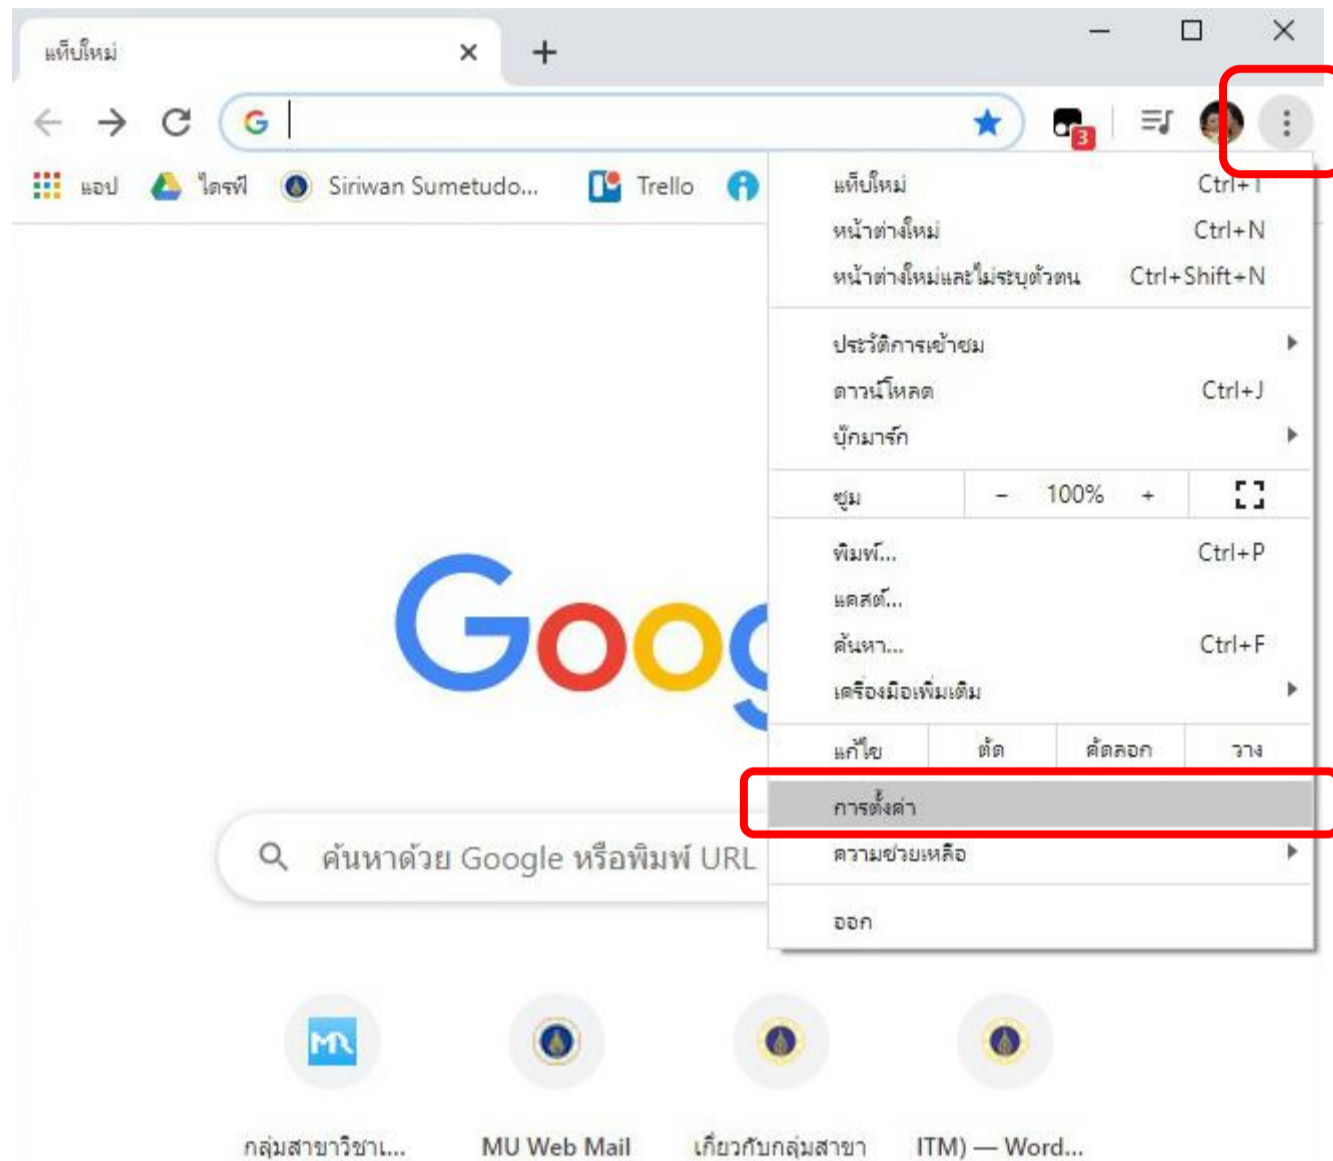 แท็บใหม่
3
แอป ไดรฟ์ Siriwan Sumetudo... Trello
แท็บใหม่ Ctrl+T
หน้าต่างใหม่ Ctrl+N
หน้าต่างใหม่และไม่ระบุตัวตน Ctrl+Shift+N
ประวัติการเข้าชม
ดาวน์โหลด Ctrl+J
บุ๊กมาร์ก
ซูม - 100% +
พิมพ์... Ctrl+P
แคสต์...
ค้นหา... Ctrl+F
เครื่องมือเพิ่มเติม
แก้ไข ตัด คัดลอก วาง
การตั้งค่า
ความช่วยเหลือ
ออก
Goog
ค้นหาด้วย Google หรือพิมพ์ URL
กลุ่มสาขาวิชาเ... MU Web Mail เกี่ยวกับกลุ่มสาขา ITM) — Word...